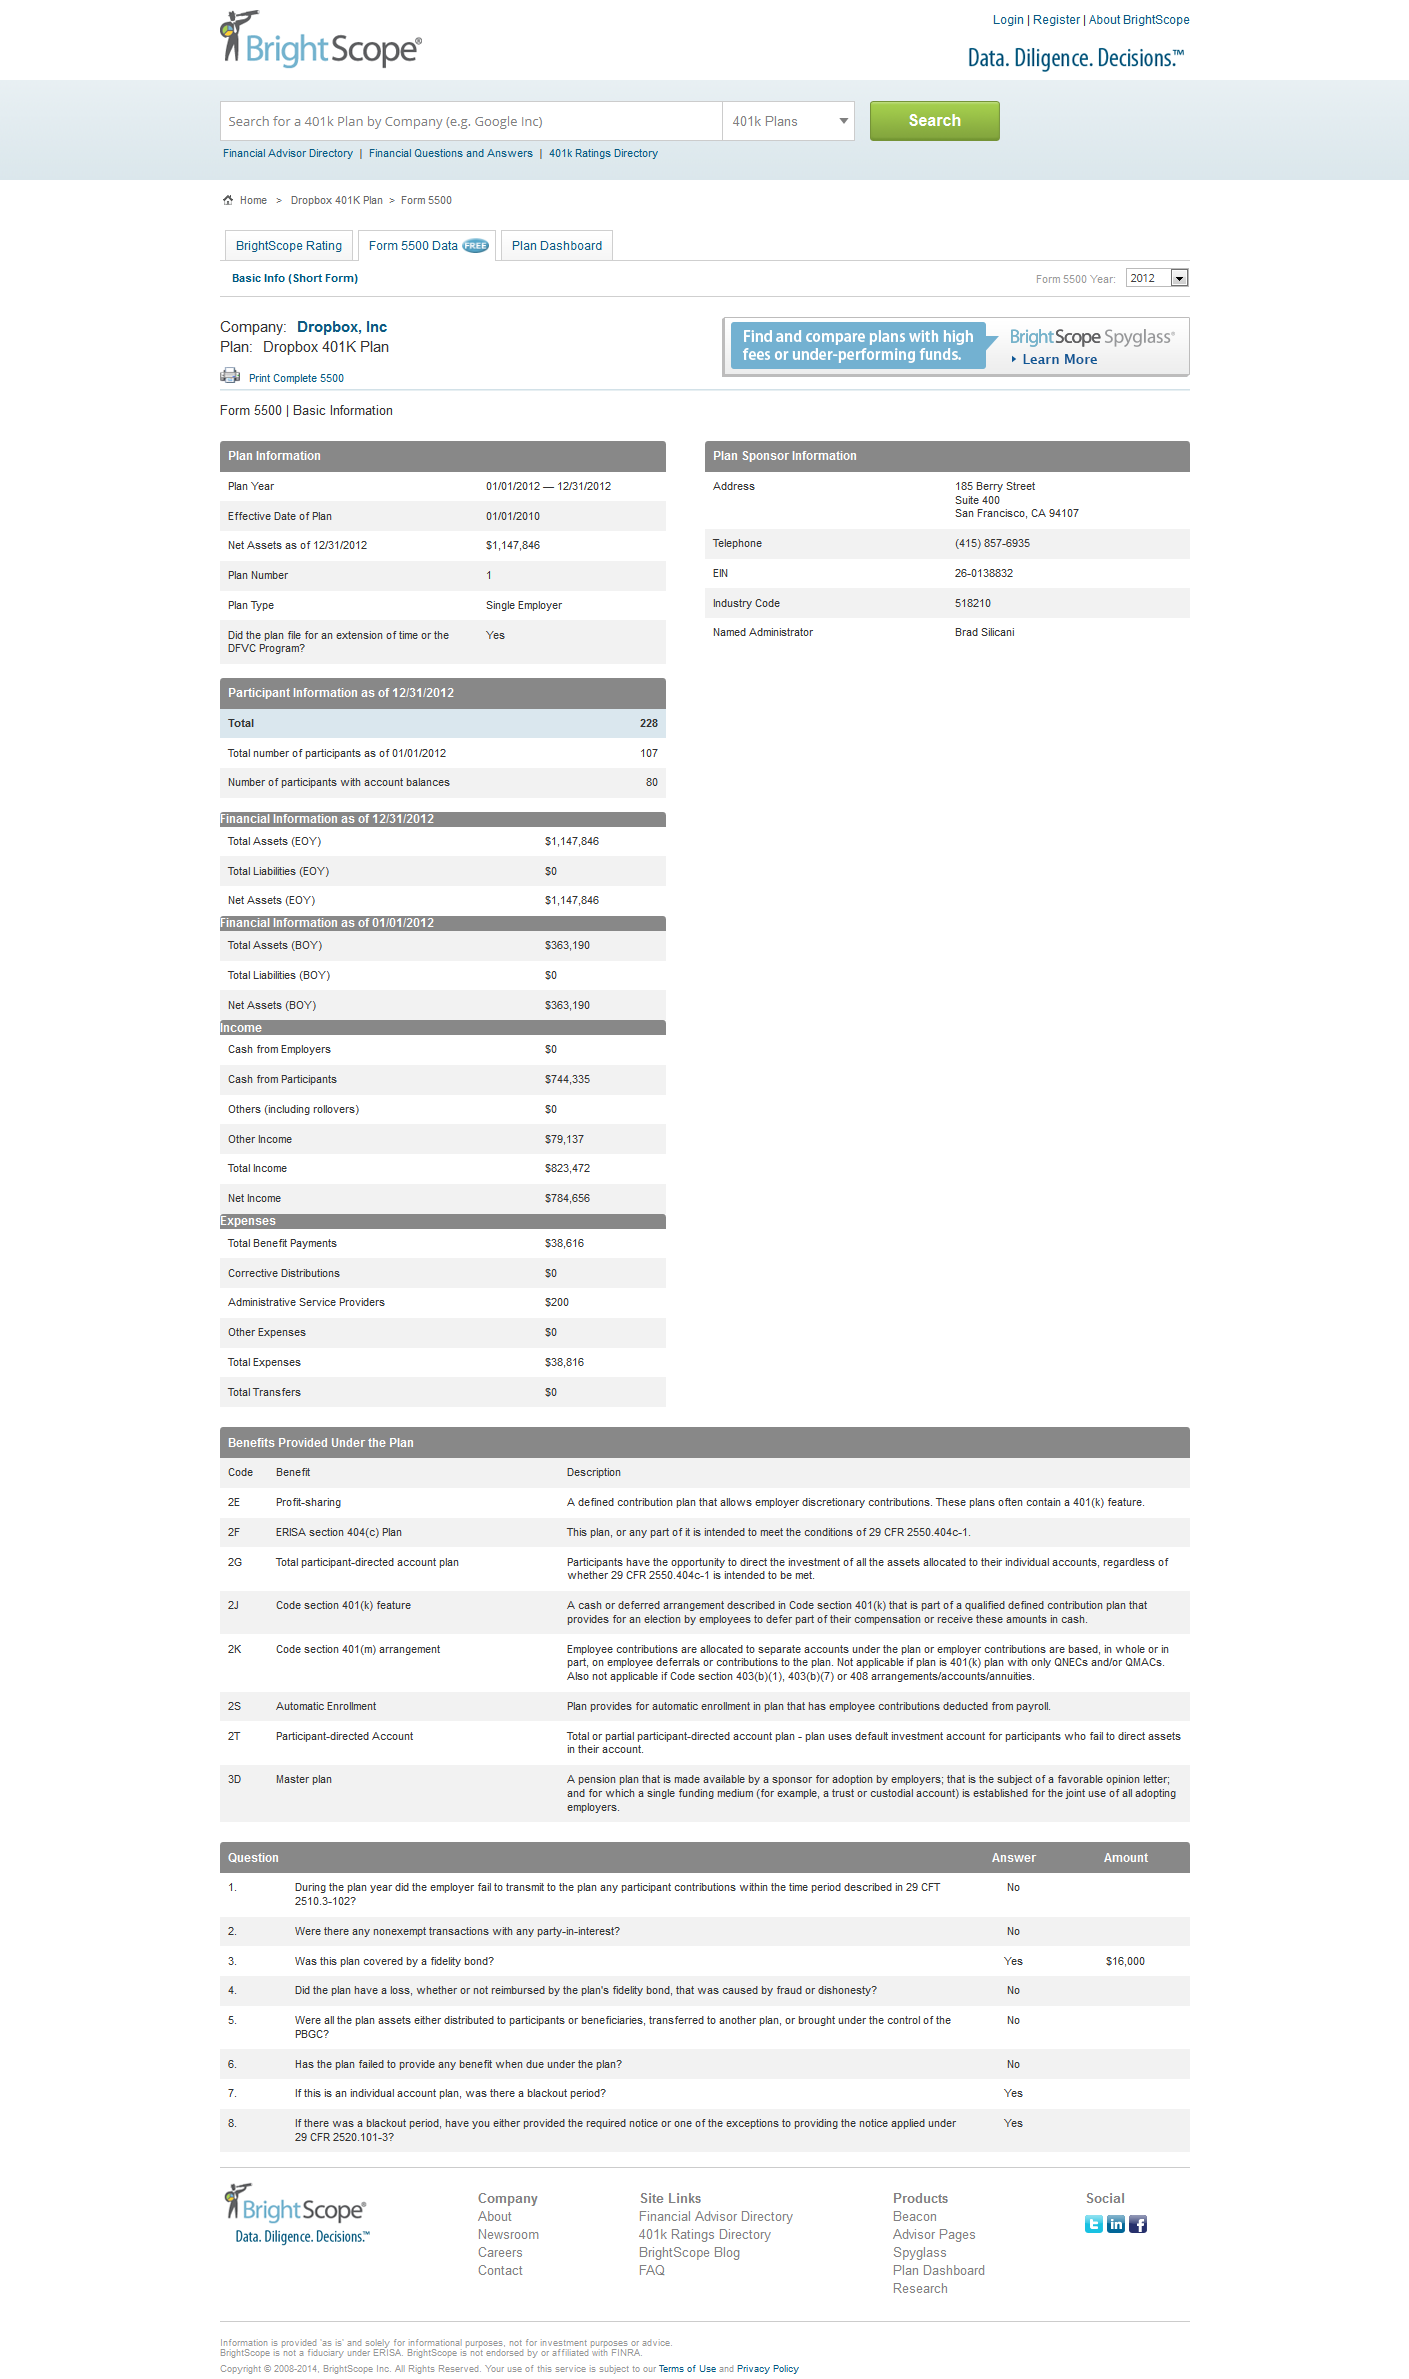 BrightScope®
Login | Register | About BrightScope
Data. Diligence. Decisions.™
Search for a 401k Plan by Company (e.g. Google Inc)
401k Plans
Search
Financial Advisor Directory | Financial Questions and Answers | 401k Ratings Directory
Home > Dropbox 401K Plan > Form 5500
BrightScope Rating
Form 5500 Data FREE
Plan Dashboard
Basic Info (Short Form)
Form 5500 Year: 2012
Company: Dropbox, Inc
Plan: Dropbox 401K Plan
Print Complete 5500
Find and compare plans with high
fees or under-performing funds.
BrightScope Spyglass®
Learn More
Form 5500 | Basic Information
Plan Information
Plan Year 01/01/2012 — 12/31/2012
Effective Date of Plan 01/01/2010
Net Assets as of 12/31/2012 $1,147,846
Plan Number 1
Plan Type Single Employer
Did the plan file for an extension of time or the Yes
DFVC Program?
Plan Sponsor Information
Address 185 Berry Street
Suite 400
San Francisco, CA 94107
Telephone (415) 857-6935
EIN 26-0138832
Industry Code 518210
Named Administrator Brad Silicani
Participant Information as of 12/31/2012
Total 228
Total number of participants as of 01/01/2012 107
Number of participants with account balances 80
Financial Information as of 12/31/2012
Total Assets (EOY) $1,147,846
Total Liabilities (EOY) $0
Net Assets (EOY) $1,147,846
Financial Information as of 01/01/2012
Total Assets (BOY) $363,190
Total Liabilities (BOY) $0
Net Assets (BOY) $363,190
Income
Cash from Employers $0
Cash from Participants $744,335
Others (including rollovers) $0
Other Income $79,137
Total Income $823,472
Net Income $784,656
Expenses
Total Benefit Payments $38,616
Corrective Distributions $0
Administrative Service Providers $200
Other Expenses $0
Total Expenses $38,816
Total Transfers $0
Benefits Provided Under the Plan
Code Benefit Description
2E Profit-sharing A defined contribution plan that allows employer discretionary contributions. These plans often contain a 401(k) feature.
2F ERISA section 404(c) Plan This plan, or any part of it is intended to meet the conditions of 29 CFR 2550.404c-1.
2G Total participant-directed account plan Participants have the opportunity to direct the investment of all the assets allocated to their individual accounts, regardless of
whether 29 CFR 2550.404c-1 is intended to be met.
2J Code section 401(k) feature A cash or deferred arrangement described in Code section 401(k) that is part of a qualified defined contribution plan that
provides for an election by employees to defer part of their compensation or receive these amounts in cash.
2K Code section 401(m) arrangement Employee contributions are allocated to separate accounts under the plan or employer contributions are based, in whole or in
part, on employee deferrals or contributions to the plan. Not applicable if plan is 401(k) plan with only QNECs and/or QMACs.
Also not applicable if Code section 403(b)(1), 403(b)(7) or 408 arrangements/accounts/annuities.
2S Automatic Enrollment Plan provides for automatic enrollment in plan that has employee contributions deducted from payroll.
2T Participant-directed Account Total or partial participant-directed account plan - plan uses default investment account for participants who fail to direct assets
in their account.
3D Master plan A pension plan that is made available by a sponsor for adoption by employers; that is the subject of a favorable opinion letter;
and for which a single funding medium (for example, a trust or custodial account) is established for the joint use of all adopting
employers.
Question Answer Amount
1. During the plan year did the employer fail to transmit to the plan any participant contributions within the time period described in 29 CFT No
2510.3-102?
2. Were there any nonexempt transactions with any party-in-interest? No
3. Was this plan covered by a fidelity bond? Yes $16,000
4. Did the plan have a loss, whether or not reimbursed by the plan's fidelity bond, that was caused by fraud or dishonesty? No
5. Were all the plan assets either distributed to participants or beneficiaries, transferred to another plan, or brought under the control of the No
PBGC?
6. Has the plan failed to provide any benefit when due under the plan? No
7. If this is an individual account plan, was there a blackout period? Yes
8. If there was a blackout period, have you either provided the required notice or one of the exceptions to providing the notice applied under Yes
29 CFR 2520.101-3?
BrightScope®
Data. Diligence. Decisions.™
Company
About
Newsroom
Careers
Contact
Site Links
Financial Advisor Directory
401k Ratings Directory
BrightScope Blog
FAQ
Products
Beacon
Advisor Pages
Spyglass
Plan Dashboard
Research
Social
Information is provided 'as is' and solely for informational purposes, not for investment purposes or advice.
BrightScope is not a fiduciary under ERISA. BrightScope is not endorsed by or affiliated with FINRA.
Copyright © 2008-2014, BrightScope Inc. All Rights Reserved. Your use of this service is subject to our Terms of Use and Privacy Policy